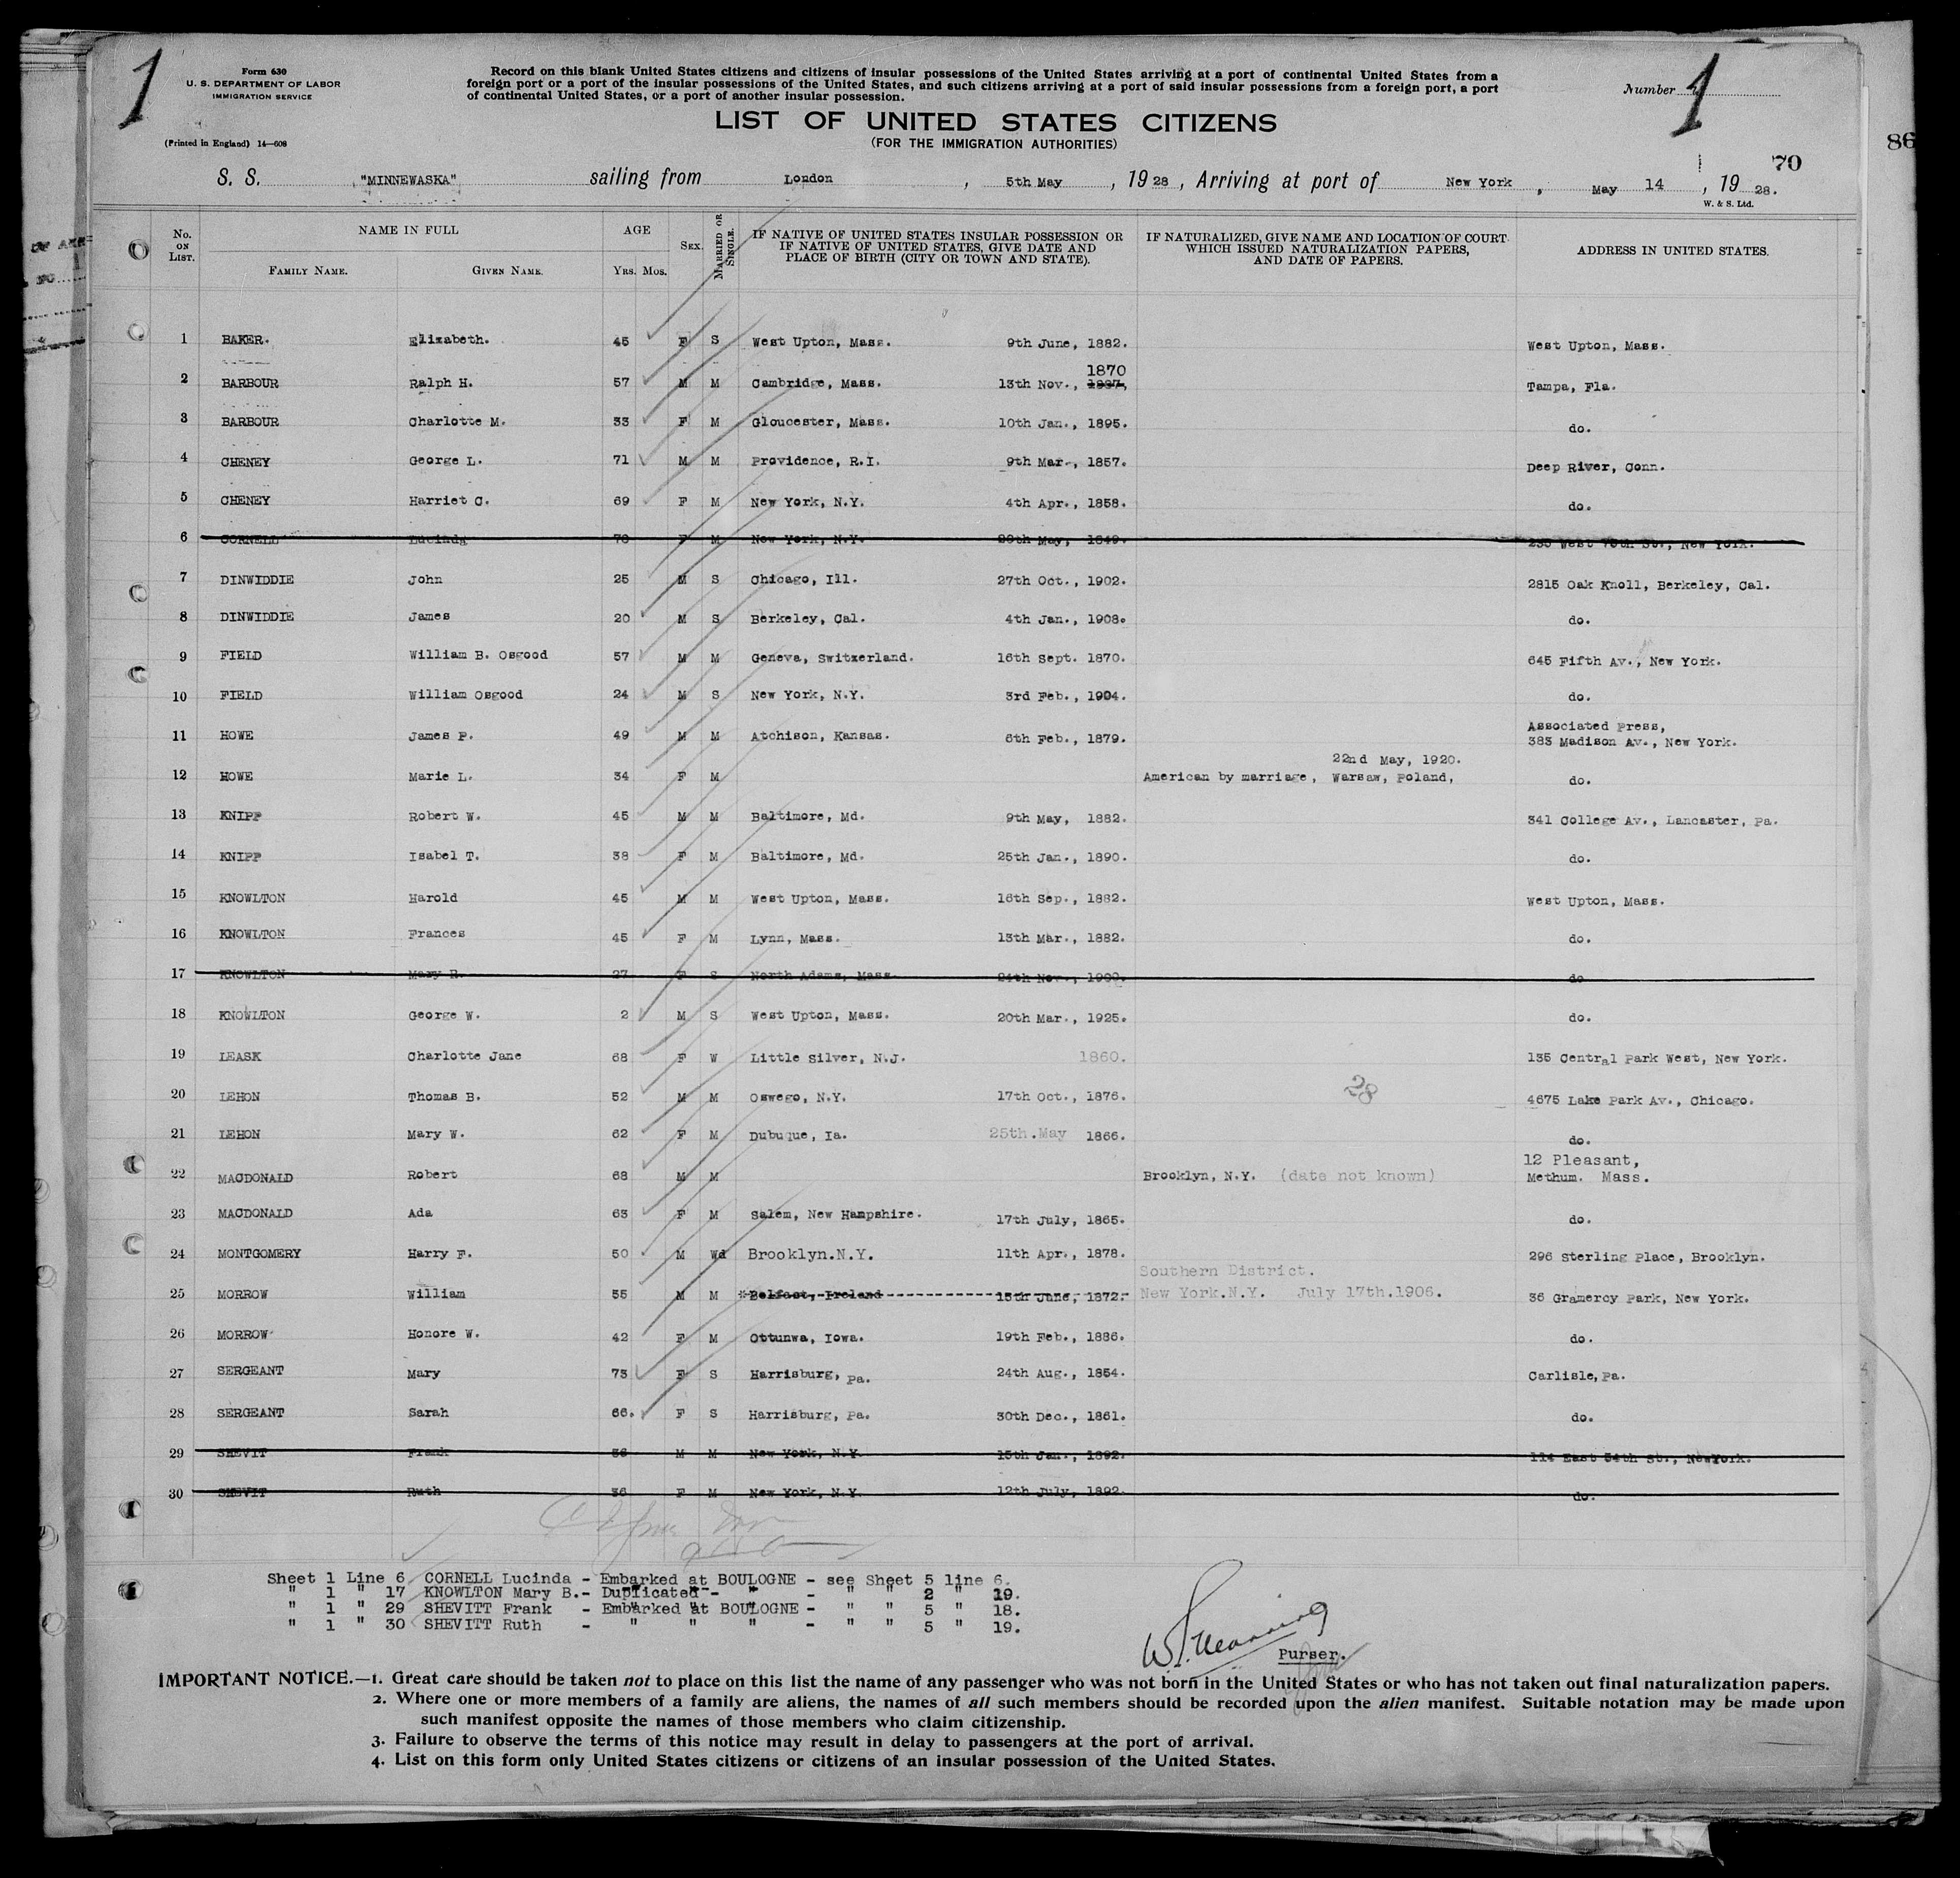 1
Form 630
U. S. DEPARTMENT OF LABOR
IMMIGRATION SERVICE
(Printed in England) 14—608
Record on this blank United States citizens and citizens of insular possessions of the United States arriving at a port of continental United States from a
foreign port or a port of the insular possessions of the United States, and such citizens arriving at a port of said insular possessions from a foreign port, a port
of continental United States, or a port of another insular possession.
Number 1
LIST OF UNITED STATES CITIZENS
(FOR THE IMMIGRATION AUTHORITIES)
86
70
S. S. "MINNEWASKA" sailing from London, 5th May, 1928, Arriving at port of New York, May 14, 1928.
W. & S. Ltd.
No. ON LIST. NAME IN FULL AGE SEX. MARRIED OR SINGLE. IF NATIVE OF UNITED STATES INSULAR POSSESSION OR IF NATIVE OF UNITED STATES, GIVE DATE AND PLACE OF BIRTH (CITY OR TOWN AND STATE). IF NATURALIZED, GIVE NAME AND LOCATION OF COURT WHICH ISSUED NATURALIZATION PAPERS, AND DATE OF PAPERS. ADDRESS IN UNITED STATES.
FAMILY NAME. GIVEN NAME. YRS. MOS.
1 BAKER. Elizabeth. 45 F S West Upton, Mass. 9th June, 1882. West Upton, Mass.
1870
2 BARBOUR Ralph H. 57 M M Cambridge, Mass. 13th Nov., Tampa, Fla.
3 BARBOUR Charlotte M. 33 F M Gloucester, Mass. 10th Jan., 1895. do.
4 CHENEY George L. 71 M M Providence, R.I. 9th Mar., 1857. Deep River, Conn.
5 CHENEY Harriet C. 69 F M New York, N.Y. 4th Apr., 1858. do.
6 CORNELL Lucinda F M New York, N.Y. May, 1849. New York.
7 DINWIDDIE John 25 M S Chicago, Ill. 27th Oct., 1902. 2815 Oak Knoll, Berkeley, Cal.
8 DINWIDDIE James 20 M S Berkeley, Cal. 4th Jan., 1908. do.
9 FIELD William B. Osgood 57 M M Geneva, Switzerland. 16th Sept. 1870. 645 Fifth Av., New York.
10 FIELD William Osgood 24 M S New York, N.Y. 3rd Feb., 1904. do.
11 HOWE James P. 49 M M Atchison, Kansas. 6th Feb., 1879. Associated Press,
383 Madison Av., New York.
22nd May, 1920.
12 HOWE Marie L. 34 F M American by marriage, Warsaw, Poland, do.
13 KNIPP Robert W. 45 M M Baltimore, Md. 9th May, 1882. 341 College Av., Lancaster, Pa.
14 KNIPP Isabel T. 38 F M Baltimore, Md. 25th Jan., 1890. do.
15 KNOWLTON Harold 45 M M West Upton, Mass. 16th Sep., 1882. West Upton, Mass.
16 KNOWLTON Frances 45 F M Lynn, Mass. 13th Mar., 1882. do.
17 KNOWLTON Mary B. 27 F S North Adams, Mass. 24th Nov., 1900. do
18 KNOWLTON George W. 2 M S West Upton, Mass. 20th Mar., 1925. do.
19 LEASK Charlotte Jane 68 F W Little Silver, N.J. 1860. 135 Central Park West, New York.
28
20 LEHON Thomas B. 52 M M Oswego, N.Y. 17th Oct., 1876. 4675 Lake Park Av., Chicago.
21 LEHON Mary W. 62 F M Dubuque, Ia. 25th.May 1866. do.
12 Pleasant,
22 MACDONALD Robert 68 M M Brooklyn, N.Y. (date not known) Methum. Mass.
23 MACDONALD Ada 63 F M Salem, New Hampshire. 17th July, 1865. do.
24 MONTGOMERY Harry F. 50 M Wd Brooklyn.N.Y. 11th Apr., 1878. 296 Sterling Place, Brooklyn.
Southern District.
25 MORROW William 55 M M *Belfast, Ireland 15th June, 1872. New York.N.Y. July 17th.1906. 36 Gramercy Park, New York.
26 MORROW Honore W. 42 F M Ottumwa, Iowa. 19th Feb., 1886. do.
27 SERGEANT Mary 73 F S Harrisburg, Pa. 24th Aug., 1854. Carlisle, Pa.
28 SERGEANT Sarah 66. F S Harrisburg, Pa. 30th Dec., 1861. do.
29 SHEVIT Frank 36 M M New York, N.Y. 15th Jan., 1892. 114 East 54th St., NewYork.
30 SHEVIT Ruth 36 F M New York, N.Y. 12th July, 1892. do.
Sheet 1 Line 6 CORNELL Lucinda - Embarked at BOULOGNE - see Sheet 5 line 6.
" 1 " 17 KNOWLTON Mary B.- Duplicated - " - " " 2 " 19.
" 1 " 29 SHEVITT Frank - Embarked at BOULOGNE - " " 5 " 18.
" 1 " 30 SHEVITT Ruth - " " " - " " 5 " 19.
Purser.
IMPORTANT NOTICE.—1. Great care should be taken not to place on this list the name of any passenger who was not born in the United States or who has not taken out final naturalization papers.
2. Where one or more members of a family are aliens, the names of all such members should be recorded upon the alien manifest. Suitable notation may be made upon
such manifest opposite the names of those members who claim citizenship.
3. Failure to observe the terms of this notice may result in delay to passengers at the port of arrival.
4. List on this form only United States citizens or citizens of an insular possession of the United States.